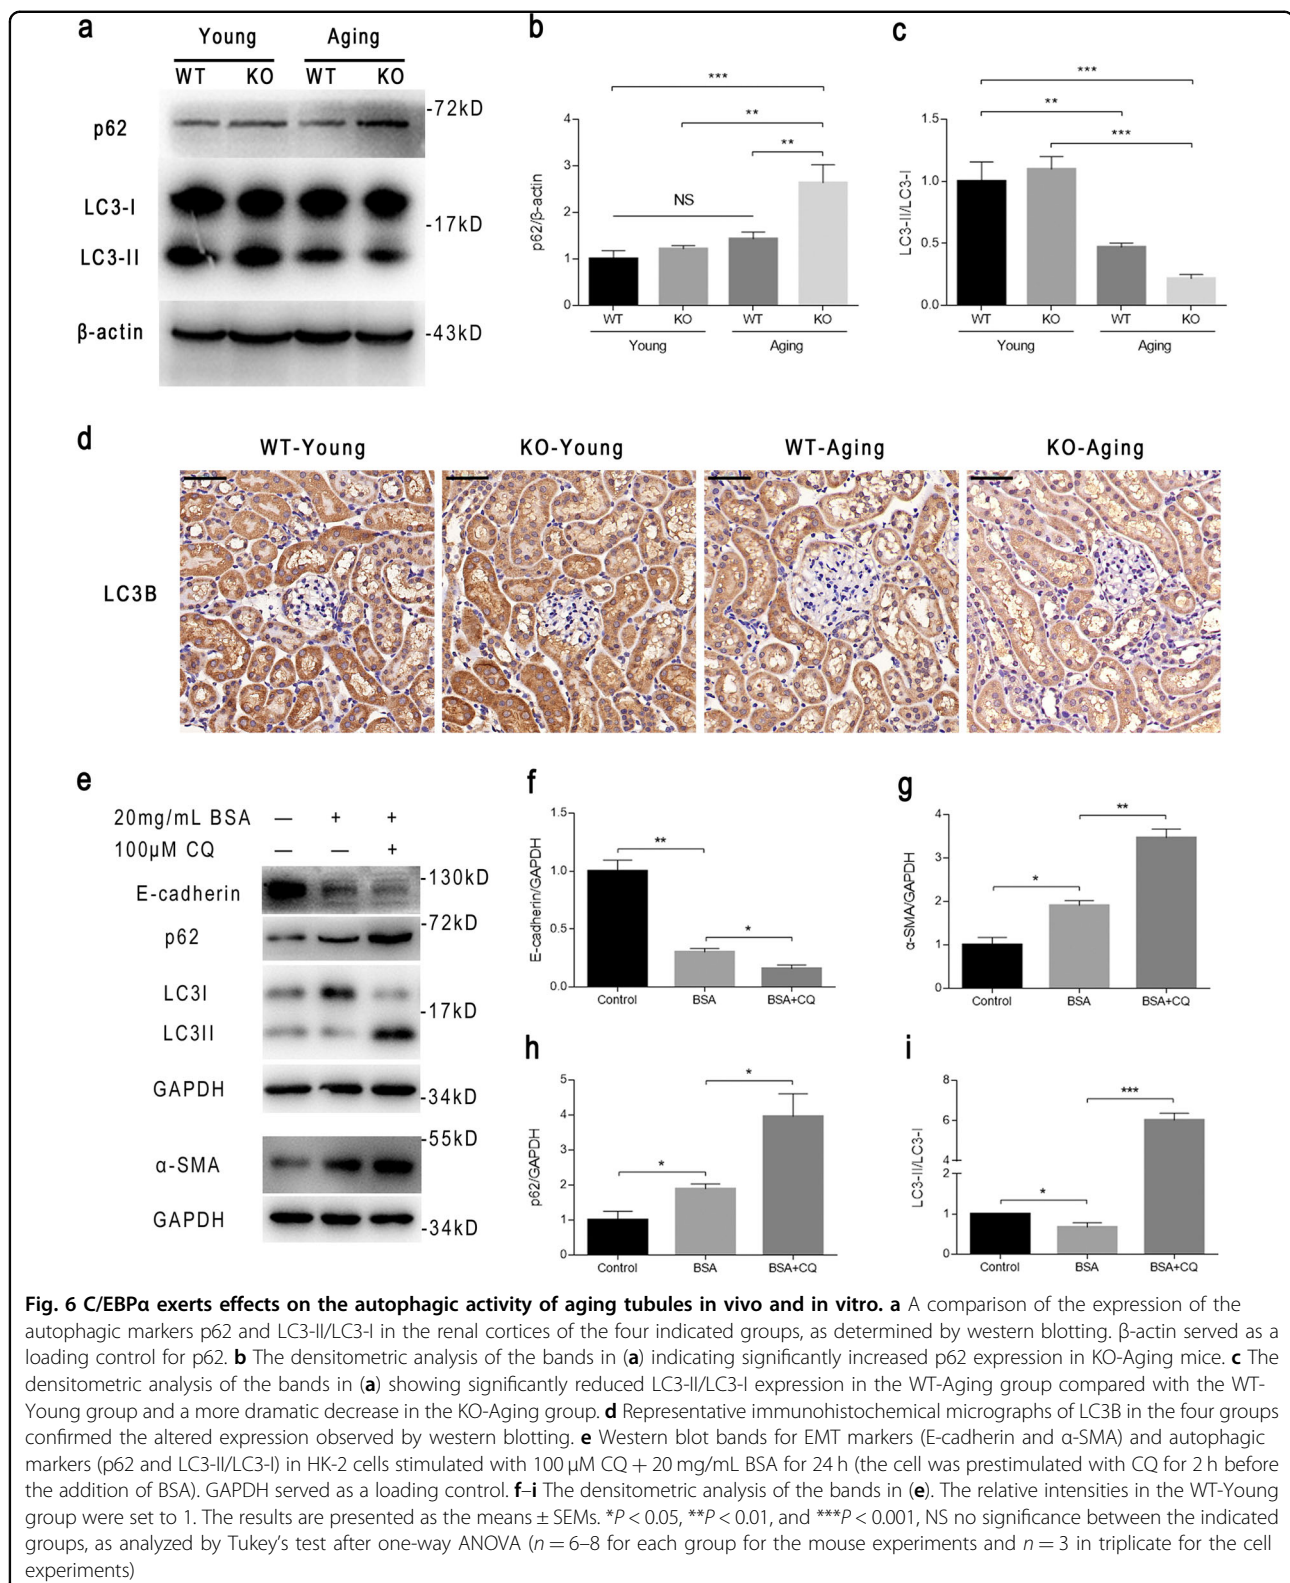 a
Young Aging
WT KO WT KO
-72kD
p62
LC3-I
-17kD
LC3-II
β-actin
-43kD
b
***
**
**
NS
p62/β-actin
4
3
2
1
0
WT KO WT KO
Young Aging
c
***
**
***
LC3-II/LC3-I
1.5
1.0
0.5
0.0
WT KO WT KO
Young Aging
d
WT-Young KO-Young WT-Aging KO-Aging
LC3B
e
20mg/mL BSA — + +
100μM CQ — — +
-130kD
E-cadherin
-72kD
p62
LC3I
-17kD
LC3II
GAPDH
-34kD
-55kD
α-SMA
GAPDH
-34kD
f
E-cadherin/GAPDH
1.5
1.0
0.5
0.0
**
*
Control BSA BSA+CQ
g
α-SMA/GAPDH
4
3
2
1
0
**
*
Control BSA BSA+CQ
h
p62/GAPDH
5
4
3
2
1
0
*
*
Control BSA BSA+CQ
i
LC3-II/LC3-I
8
6
4
1
0
***
*
Control BSA BSA+CQ
Fig. 6 C/EBPα exerts effects on the autophagic activity of aging tubules in vivo and in vitro. a A comparison of the expression of the
autophagic markers p62 and LC3-II/LC3-I in the renal cortices of the four indicated groups, as determined by western blotting. β-actin served as a
loading control for p62. b The densitometric analysis of the bands in (a) indicating significantly increased p62 expression in KO-Aging mice. c The
densitometric analysis of the bands in (a) showing significantly reduced LC3-II/LC3-I expression in the WT-Aging group compared with the WT-
Young group and a more dramatic decrease in the KO-Aging group. d Representative immunohistochemical micrographs of LC3B in the four groups
confirmed the altered expression observed by western blotting. e Western blot bands for EMT markers (E-cadherin and α-SMA) and autophagic
markers (p62 and LC3-II/LC3-I) in HK-2 cells stimulated with 100 μM CQ + 20 mg/mL BSA for 24 h (the cell was prestimulated with CQ for 2 h before
the addition of BSA). GAPDH served as a loading control. f–i The densitometric analysis of the bands in (e). The relative intensities in the WT-Young
group were set to 1. The results are presented as the means ± SEMs. *P < 0.05, **P < 0.01, and ***P < 0.001, NS no significance between the indicated
groups, as analyzed by Tukey's test after one-way ANOVA (n = 6–8 for each group for the mouse experiments and n = 3 in triplicate for the cell
experiments)